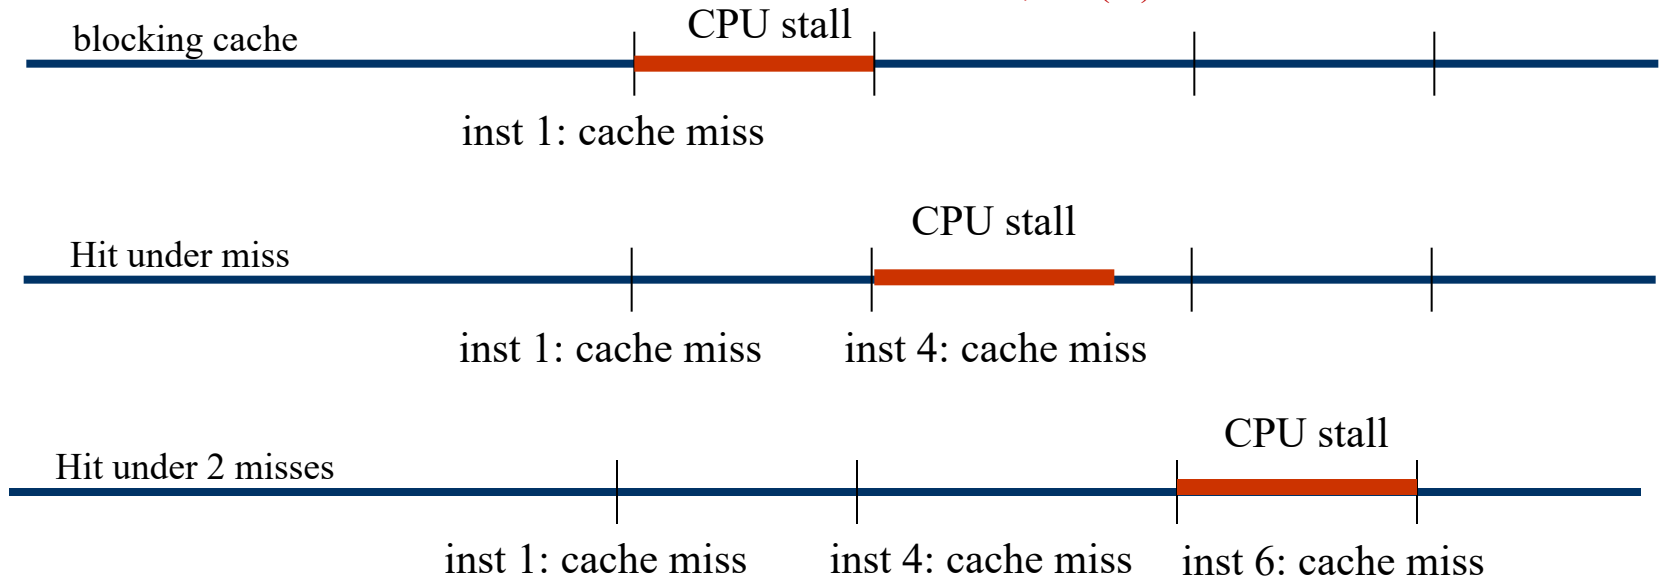 CPU stall
blocking cache
inst 1: cache miss
CPU stall
Hit under miss
inst 1: cache miss inst 4: cache miss
CPU stall
Hit under 2 misses
inst 1: cache miss inst 4: cache miss inst 6: cache miss